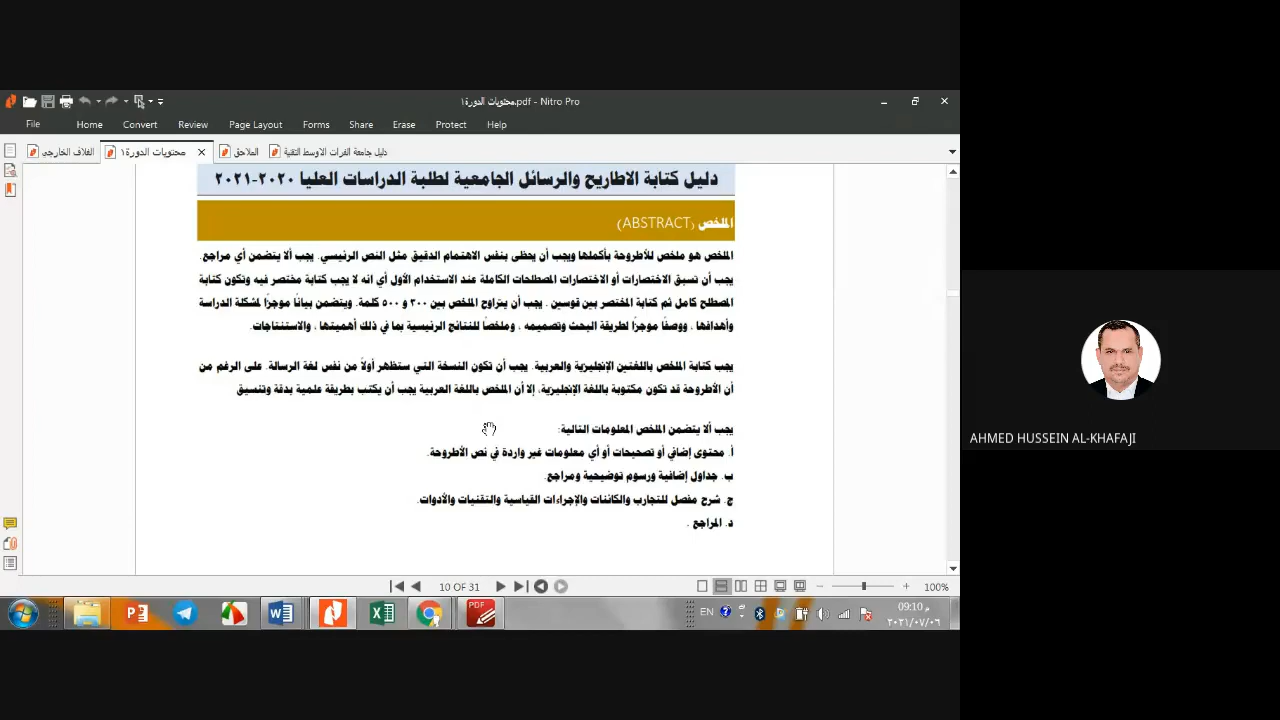 محتويات الدورة١.pdf - Nitro Pro
File Home Convert Review Page Layout Forms Share Erase Protect Help
الغلاف الخارجي محتويات الدورة١ الملاحق دليل جامعة الفرات الاوسط التقنية
دليل كتابة الاطاريح والرسائل الجامعية لطلبة الدراسات العليا ٢٠٢٠-٢٠٢١
الملخص (ABSTRACT)
الملخص هو ملخص للأطروحة بأكملها ويجب أن يحظى بنفس الاهتمام الدقيق مثل النص الرئيسي. يجب ألا يتضمن أي مراجع.
يجب أن تسبق الاختصارات أو الاختصارات المصطلحات الكاملة عند الاستخدام الأول أي انه لا يجب كتابة مختصر فيه وتكون كتابة
المصطلح كامل ثم كتابة المختصر بين قوسين . يجب أن يتراوح الملخص بين ٣٠٠ و ٥٠٠ كلمة. ويتضمن بيانًا موجزًا لمشكلة الدراسة
وأهدافها ، ووصفًا موجزًا لطريقة البحث وتصميمه ، وملخصًا للنتائج الرئيسية بما في ذلك أهميتها ، والاستنتاجات.
يجب كتابة الملخص باللغتين الإنجليزية والعربية. يجب أن تكون النسخة التي ستظهر أولاً من نفس لغة الرسالة. على الرغم من
أن الأطروحة قد تكون مكتوبة باللغة الإنجليزية، إلا أن الملخص باللغة العربية يجب أن يكتب بطريقة علمية بدقة وتنسيق
يجب ألا يتضمن الملخص المعلومات التالية:
أ. محتوى إضافي أو تصحيحات أو أي معلومات غير واردة في نص الأطروحة.
ب. جداول إضافية ورسوم توضيحية ومراجع.
ج. شرح مفصل للتجارب والكائنات والإجراءات القياسية والتقنيات والأدوات.
د. المراجع .
AHMED HUSSEIN AL-KHAFAJI
10 OF 31 100%
EN 09:10 م
٢٠٢١/٠٧/٠٦
PDF